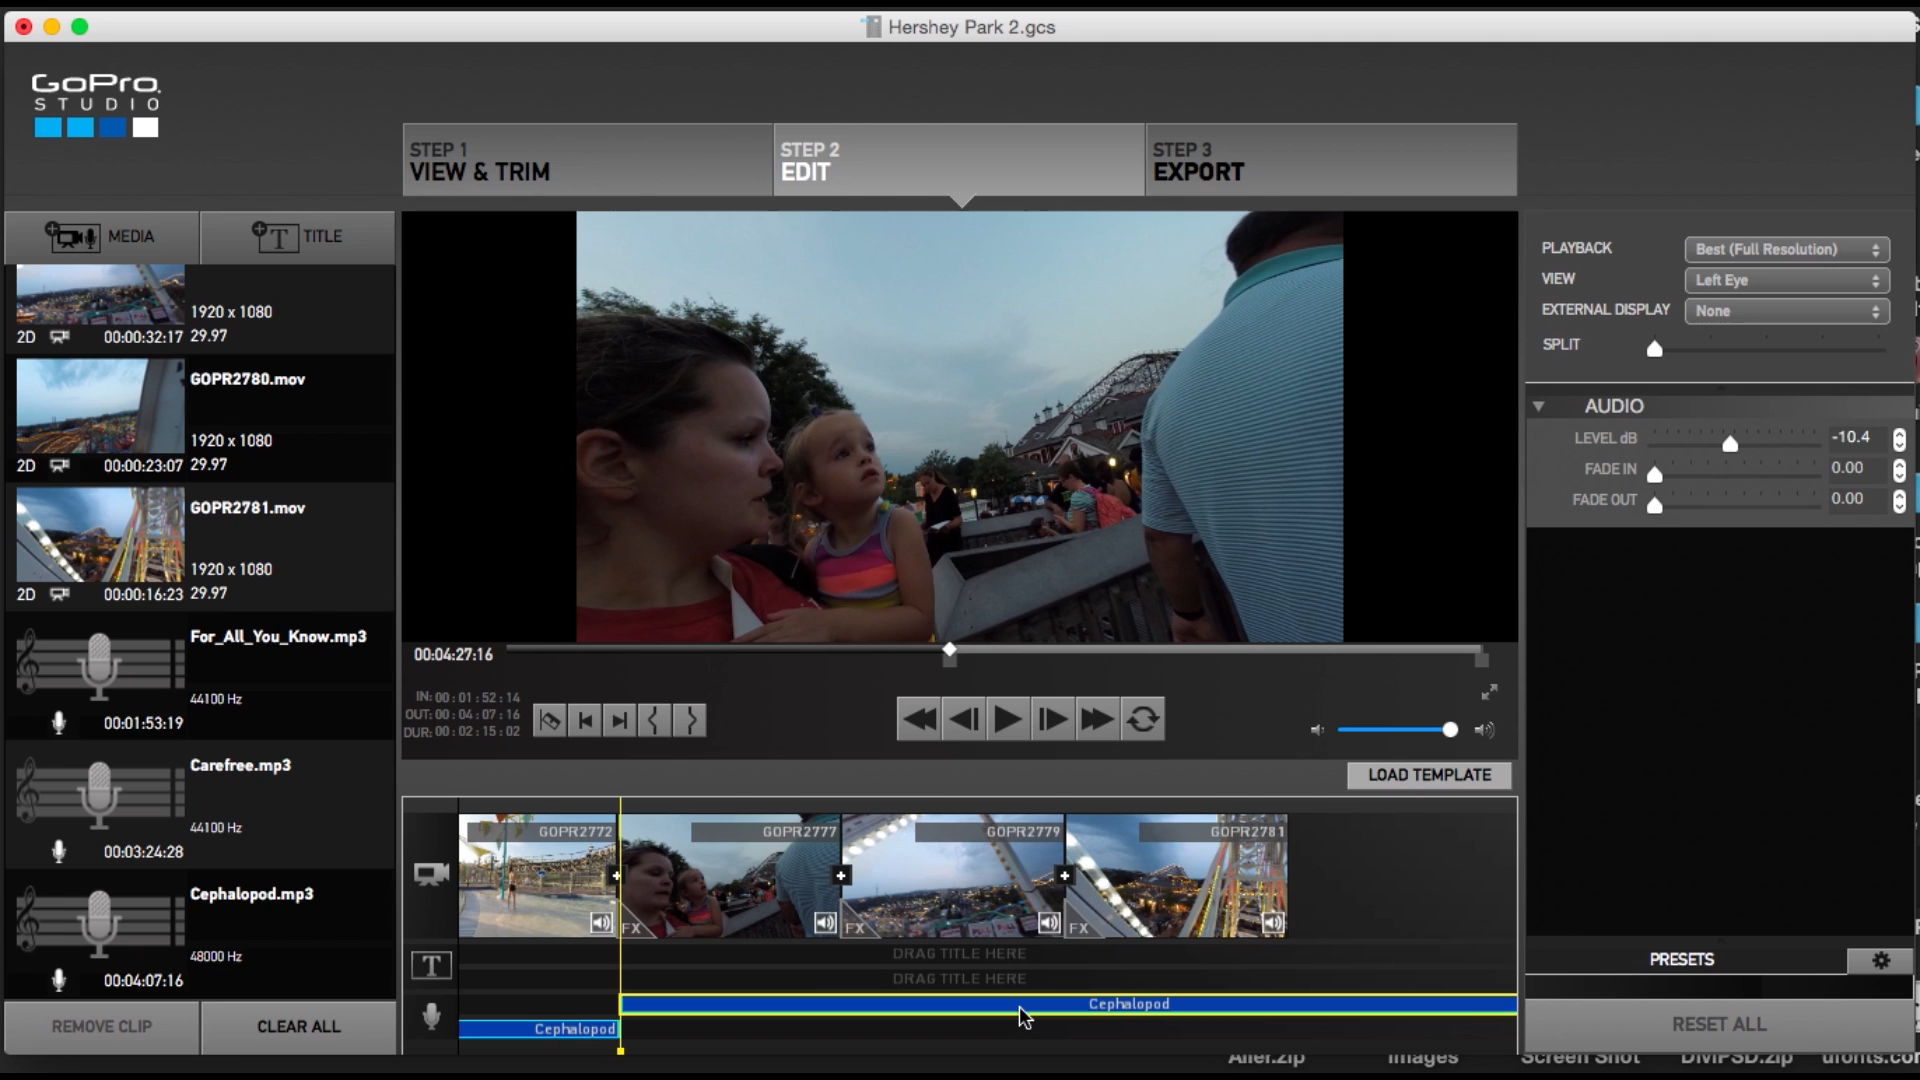 Hershey Park 2.gcs
GoPro.
STUDIO
STEP 1
VIEW & TRIM
STEP 2
EDIT
STEP 3
EXPORT
MEDIA
TITLE
1920 x 1080
2D 00:00:32:17 29.97
GOPR2780.mov
1920 x 1080
2D 00:00:23:07 29.97
GOPR2781.mov
1920 x 1080
2D 00:00:16:23 29.97
For_All_You_Know.mp3
44100 Hz
00:01:53:19
Carefree.mp3
44100 Hz
00:03:24:28
Cephalopod.mp3
48000 Hz
00:04:07:16
REMOVE CLIP
CLEAR ALL
00:04:27:16
IN: 00:01:52:14
OUT: 00:04:07:16
DUR: 00:02:15:02
LOAD TEMPLATE
GOPR2772
GOPR2777
GOPR2779
GOPR2781
FX
FX
FX
T
DRAG TITLE HERE
DRAG TITLE HERE
Cephalopod
Cephalopod
PLAYBACK Best (Full Resolution)
VIEW Left Eye
EXTERNAL DISPLAY None
SPLIT
AUDIO
LEVEL dB -10.4
FADE IN 0.00
FADE OUT 0.00
PRESETS
RESET ALL
images
Screen Shot
DiviPSD.zip